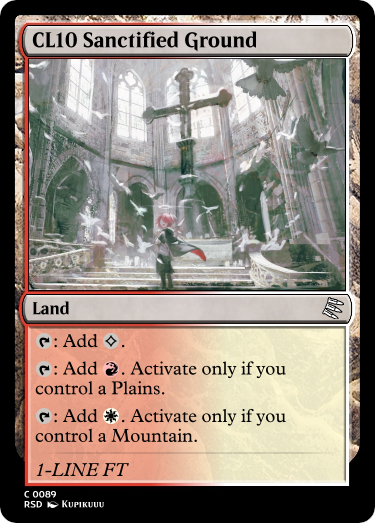 CL10 Sanctified Ground
Land
: Add .
: Add . Activate only if you
control a Plains.
: Add . Activate only if you
control a Mountain.
1-LINE FT
C 0089
RSD Kupikuuu